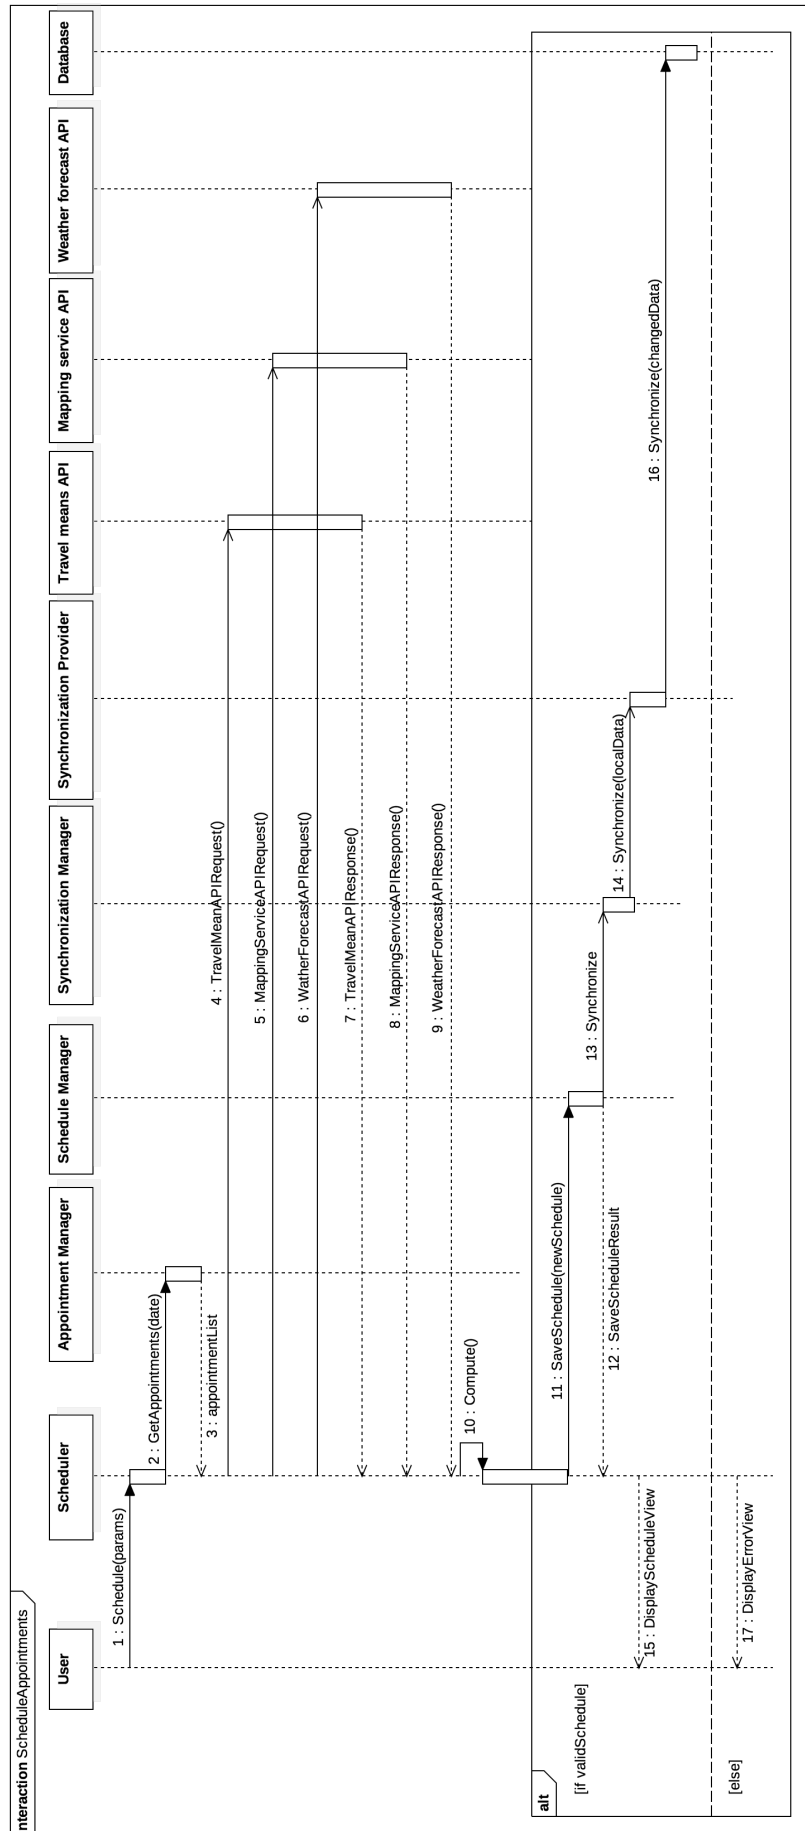 nteraction ScheduleAppointments
User
Scheduler
Appointment Manager
Schedule Manager
Synchronization Manager
Synchronization Provider
Travel means API
Mapping service API
Weather forecast API
Database
1 : Schedule(params)
2 : GetAppointments(date)
3 : appointmentList
4 : TravelMeanAPIRequest()
5 : MappingServiceAPIRequest()
6 : WatherForecastAPIRequest()
7 : TravelMeanAPIResponse()
8 : MappingServiceAPIResponse()
9 : WeatherForecastAPIResponse()
10 : Compute()
alt
[if validSchedule]
11 : SaveSchedule(newSchedule)
12 : SaveScheduleResult
13 : Synchronize
14 : Synchronize(localData)
15 : DisplayScheduleView
16 : Synchronize(changedData)
[else]
17 : DisplayErrorView